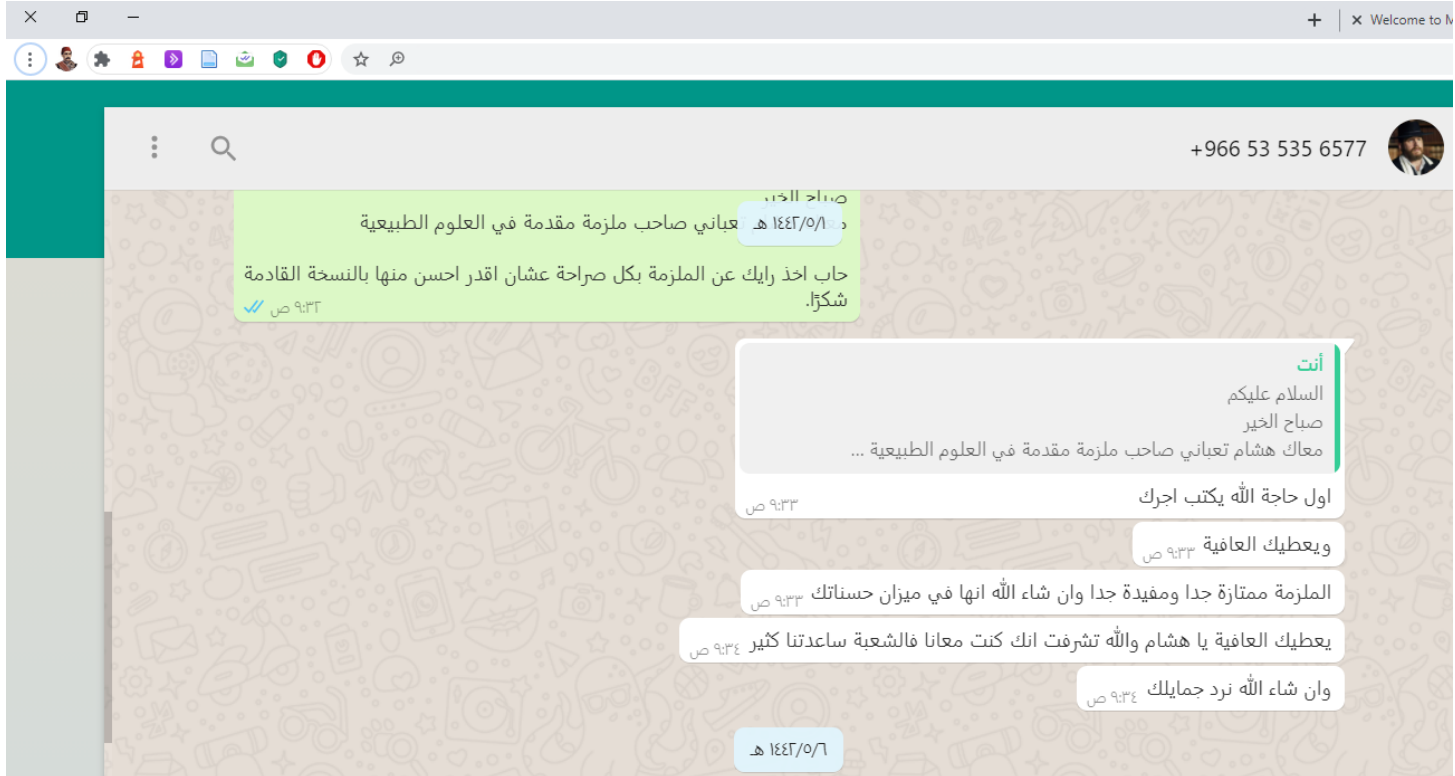 Welcome to M
+966 53 535 6577
صباح الخير
١٤٤٢/٥/١ هـ
تعباني صاحب ملزمة مقدمة في العلوم الطبيعية
حاب اخذ رايك عن الملزمة بكل صراحة عشان اقدر احسن منها بالنسخة القادمة
شكرًا.
٩:٣٢ ص
أنت
السلام عليكم
صباح الخير
معاك هشام تعباني صاحب ملزمة مقدمة في العلوم الطبيعية ...
اول حاجة الله يكتب اجرك
٩:٣٣ ص
ويعطيك العافية ٩:٣٣ ص
الملزمة ممتازة جدا ومفيدة جدا وان شاء الله انها في ميزان حسناتك ٩:٣٣ ص
يعطيك العافية يا هشام والله تشرفت انك كنت معانا فالشعبة ساعدتنا كثير ٩:٣٤ ص
وان شاء الله نرد جمايلك ٩:٣٤ ص
١٤٤٢/٥/٦ هـ